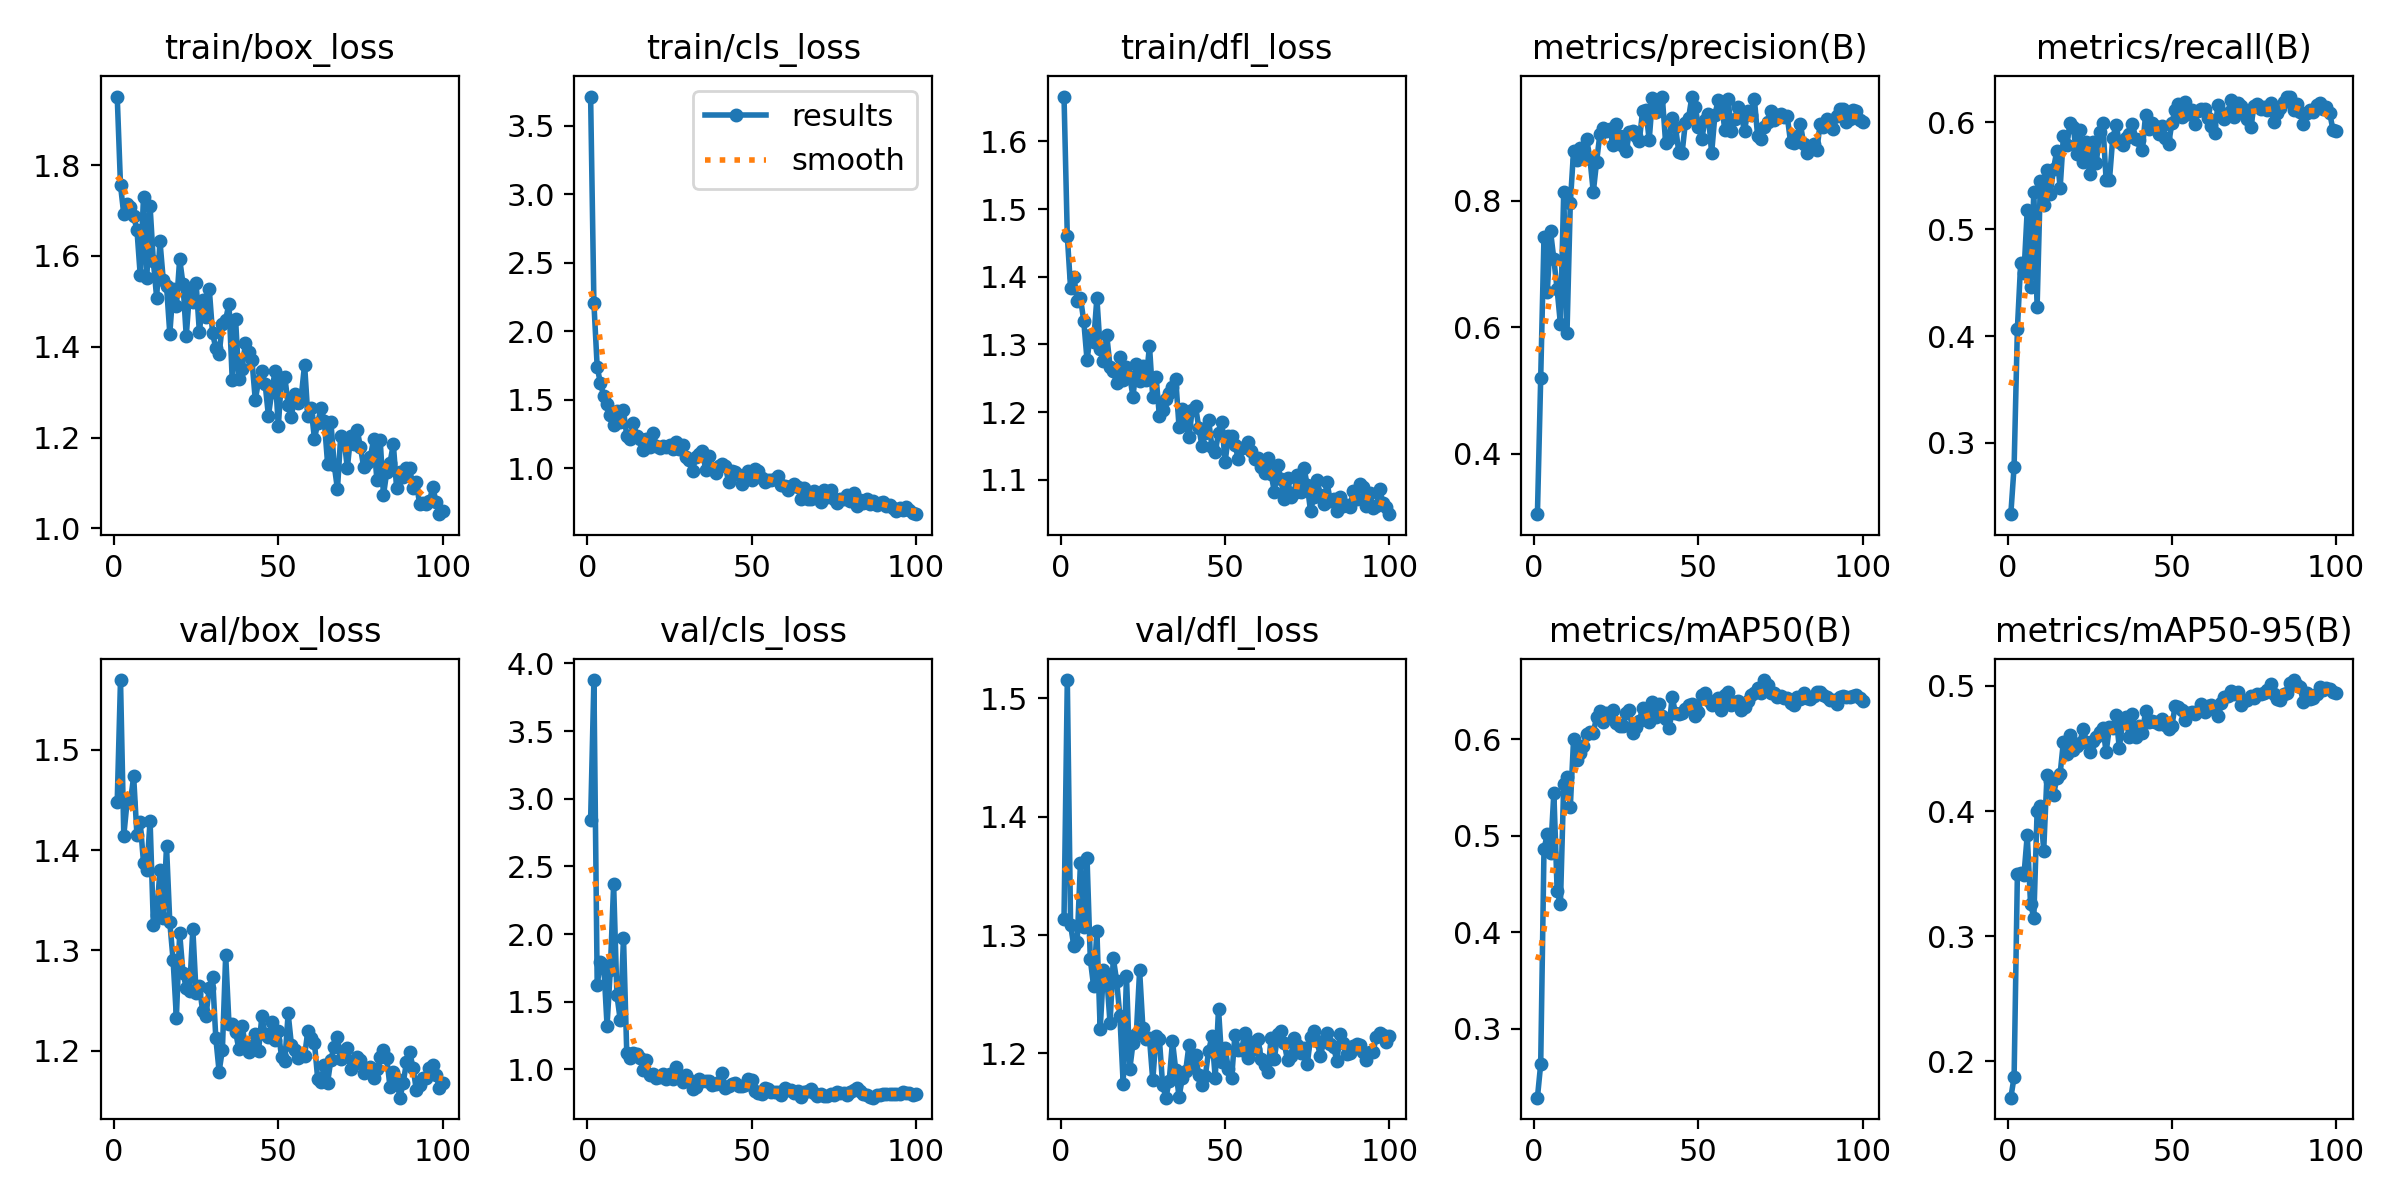 train/box_loss
train/cls_loss
train/dfl_loss
metrics/precision(B)
metrics/recall(B)
1.8
1.6
1.4
1.2
1.0
0 50 100
results
smooth
3.5
3.0
2.5
2.0
1.5
1.0
0 50 100
1.6
1.5
1.4
1.3
1.2
1.1
0 50 100
0.8
0.6
0.4
0 50 100
0.6
0.5
0.4
0.3
0 50 100
val/box_loss
val/cls_loss
val/dfl_loss
metrics/mAP50(B)
metrics/mAP50-95(B)
1.5
1.4
1.3
1.2
0 50 100
4.0
3.5
3.0
2.5
2.0
1.5
1.0
0 50 100
1.5
1.4
1.3
1.2
0 50 100
0.6
0.5
0.4
0.3
0 50 100
0.5
0.4
0.3
0.2
0 50 100